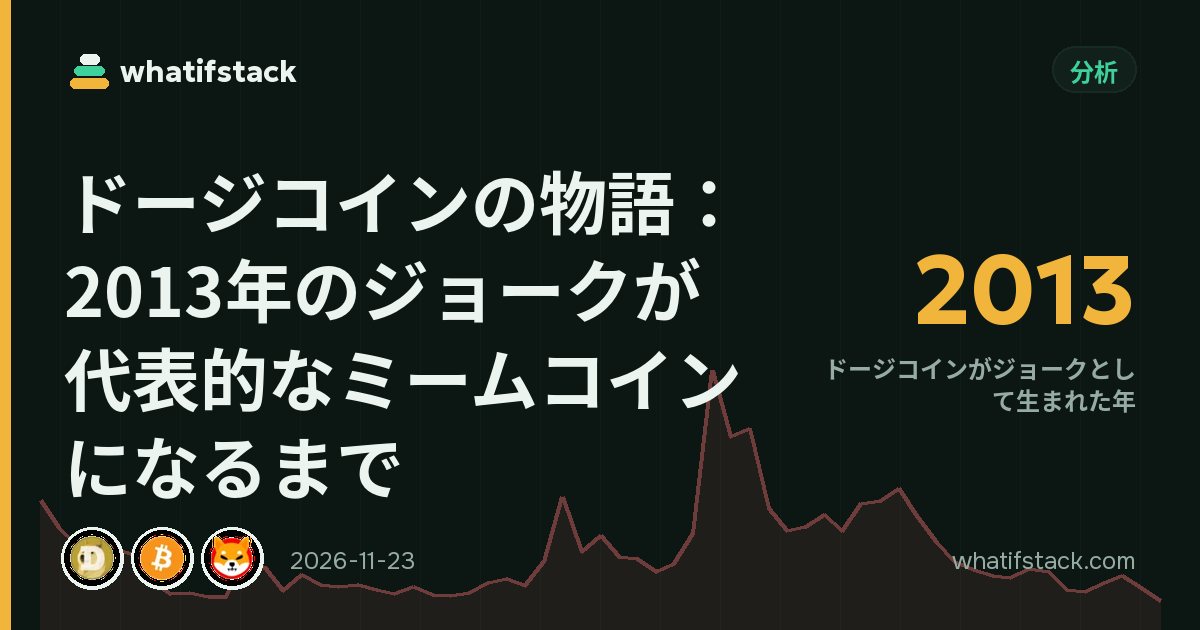 whatifstack
分析
ドージコインの物語：
2013年のジョークが
代表的なミームコイン
になるまで
2013
ドージコインがジョークとし
て生まれた年
2026-11-23
whatifstack.com